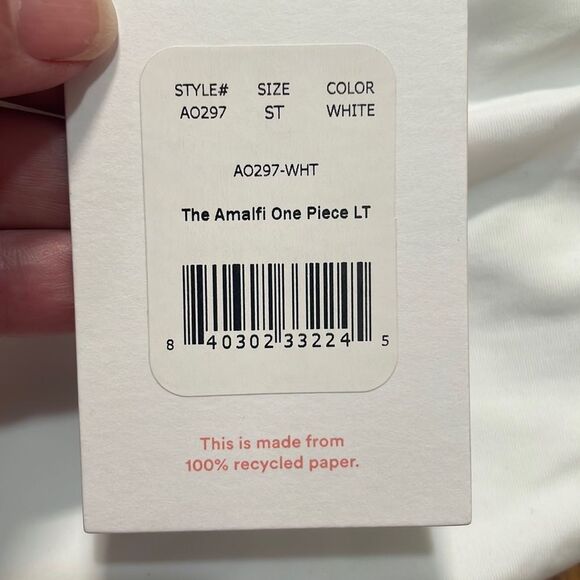 STYLE# SIZE COLOR
AO297 ST WHITE
AO297-WHT
The Amalfi One Piece LT
8 40302 33224 5
This is made from
100% recycled paper.